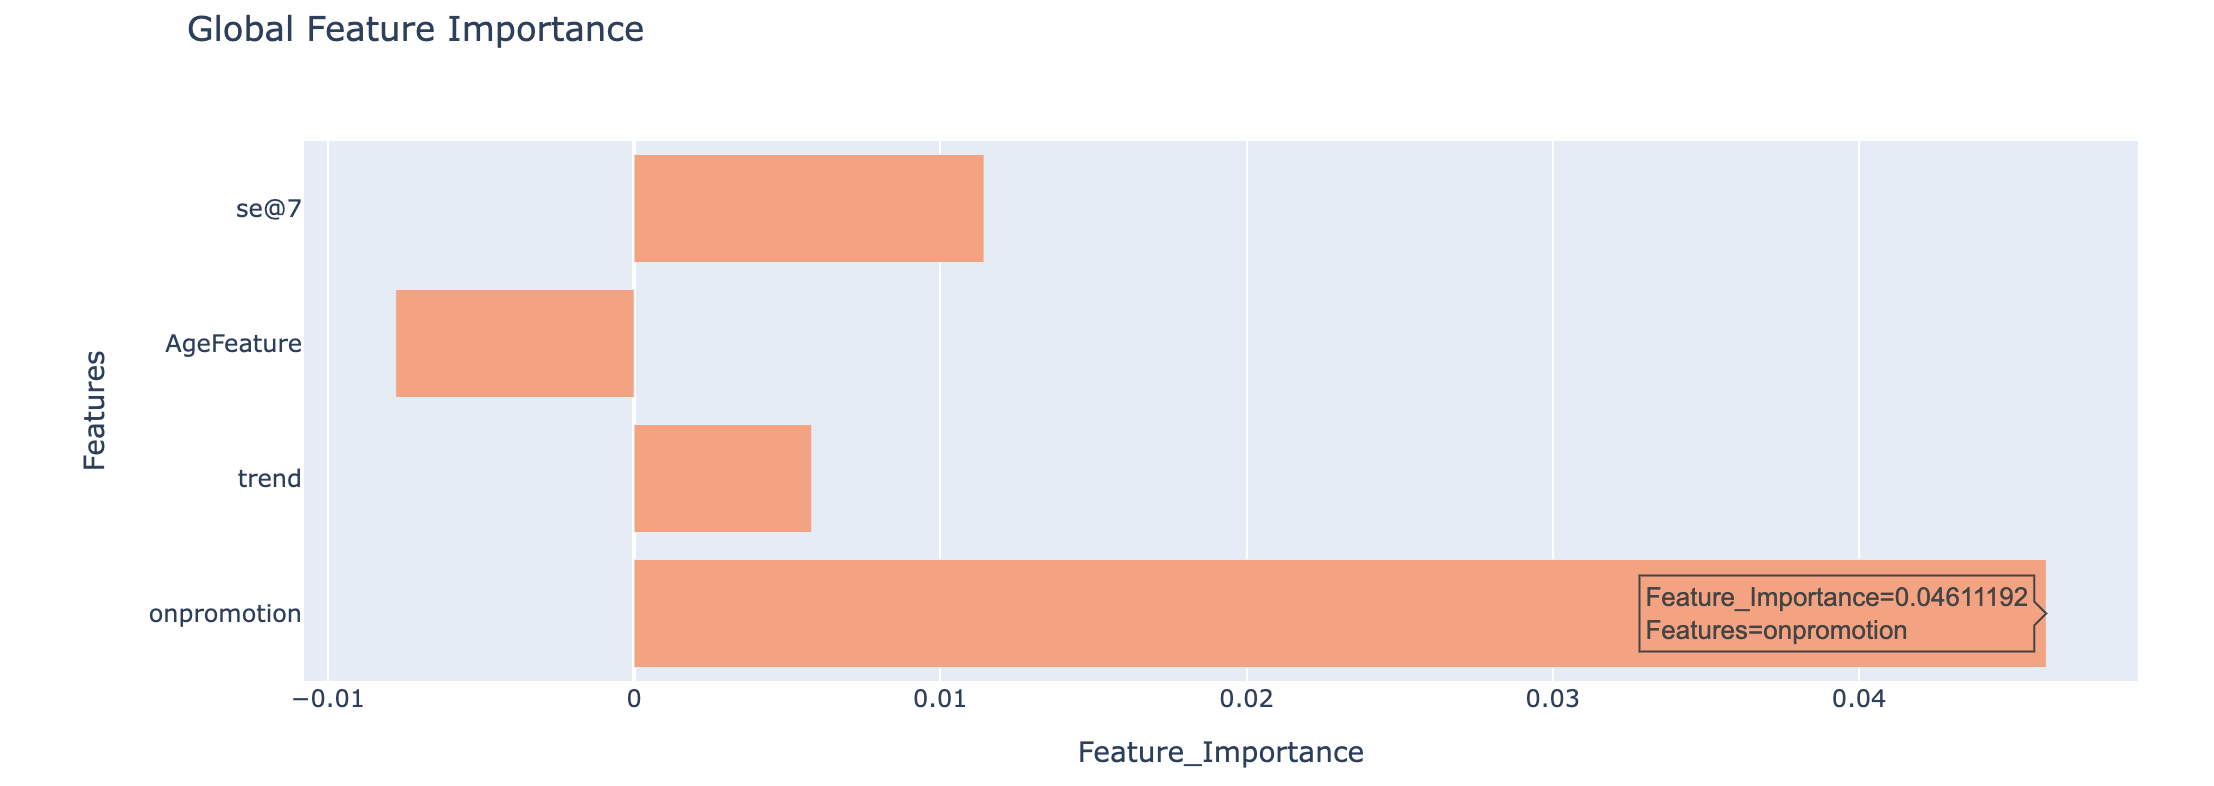 Global Feature Importance
Features
se@7
AgeFeature
trend
onpromotion
Feature_Importance=0.04611192
Features=onpromotion
−0.01 0 0.01 0.02 0.03 0.04
Feature_Importance